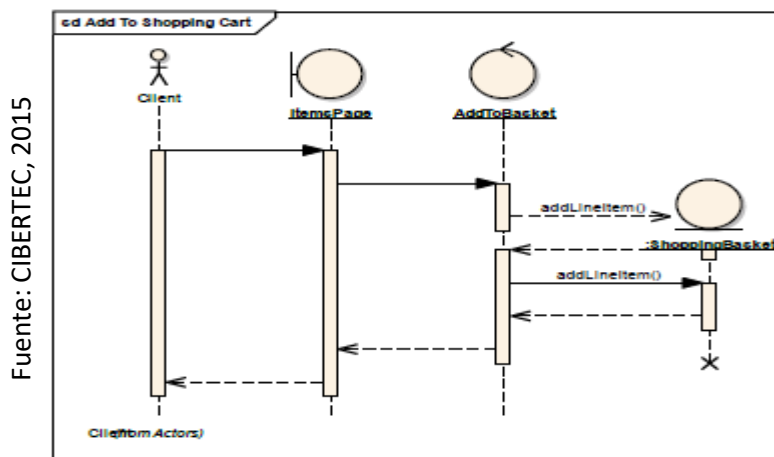 sd Add To Shopping Cart
Client
ItemsPage
AddToBasket
addLineItem()
:ShoppingBasket
addLineItem()
(from Actors)
Fuente: CIBERTEC, 2015